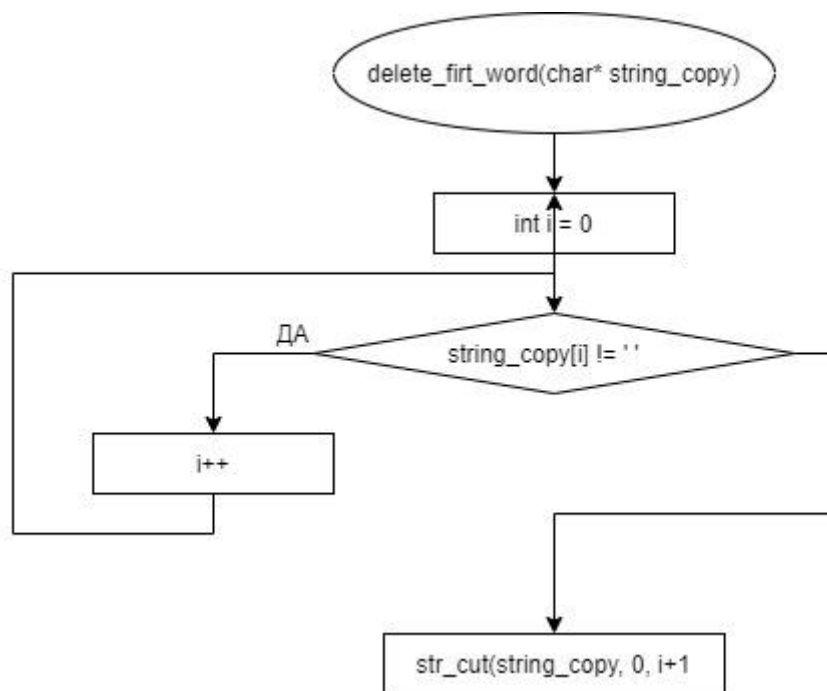 delete_firt_word(char* string_copy)
int i = 0
ДА
string_copy[i] != ' '
i++
str_cut(string_copy, 0, i+1